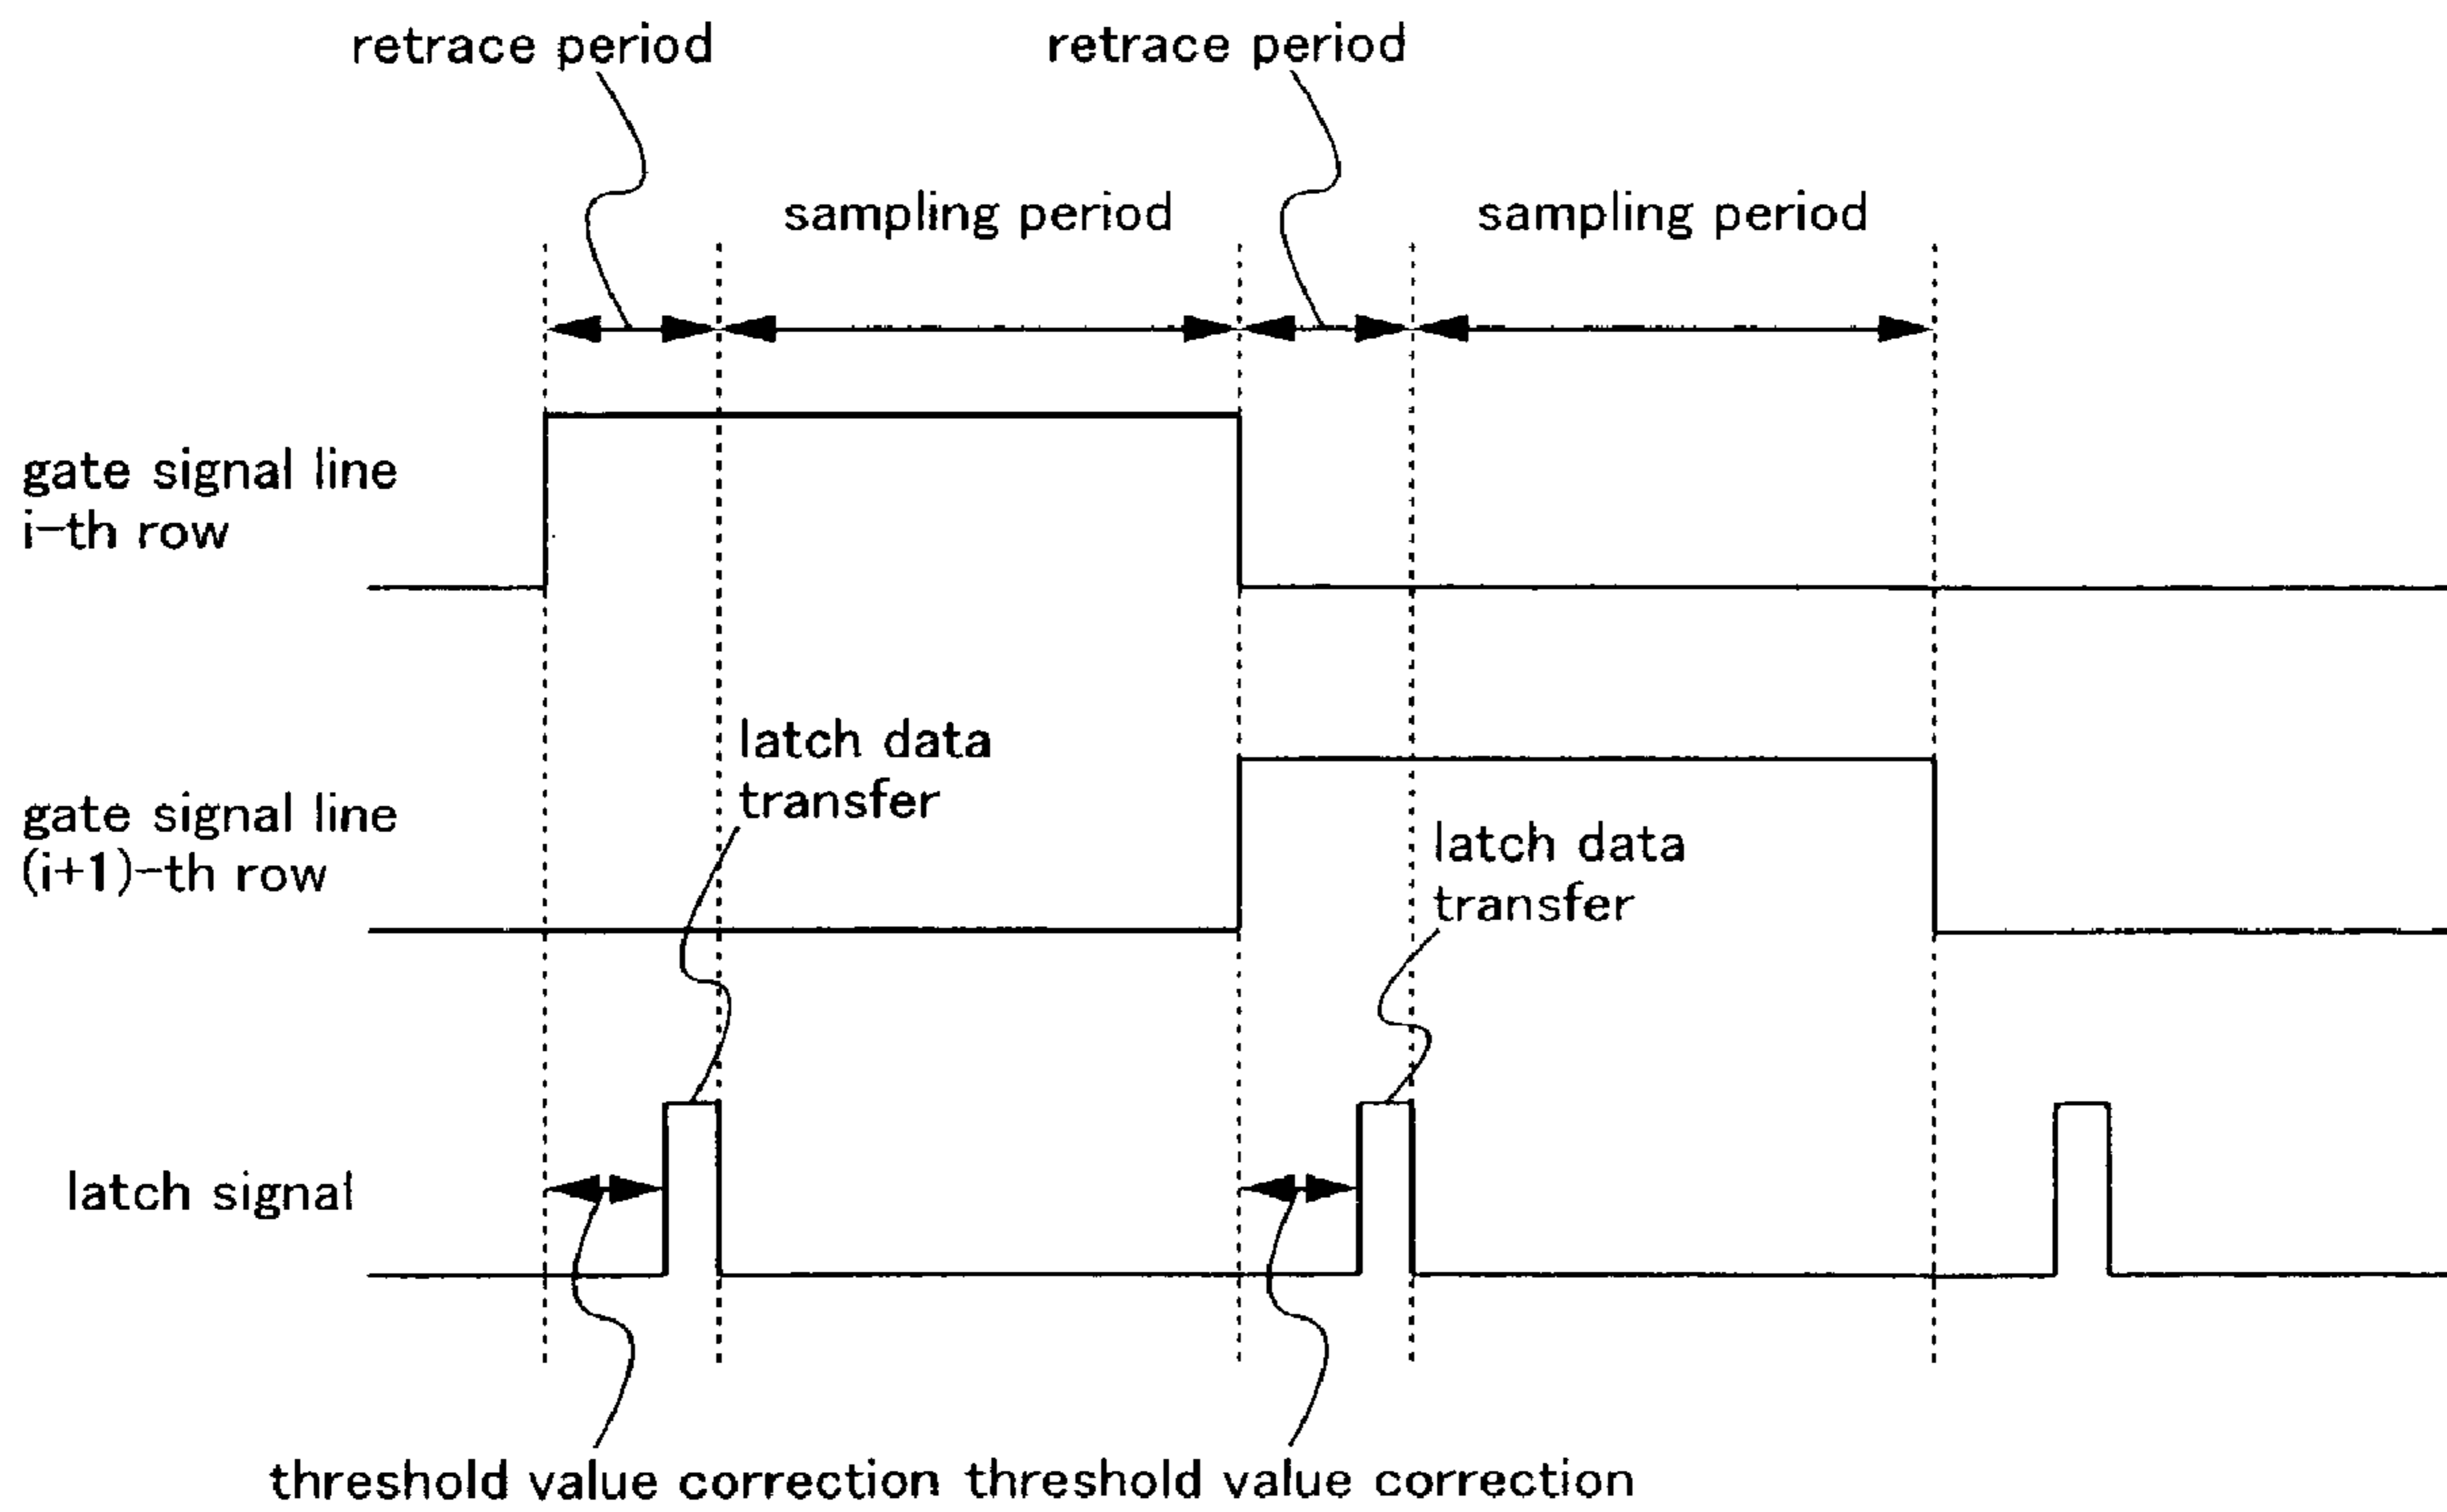 retrace period
retrace period
sampling period
sampling period
gate signal line
i-th row
latch data
transfer
gate signal line
(i+1)-th row
latch data
transfer
latch signal
threshold value correction
threshold value correction